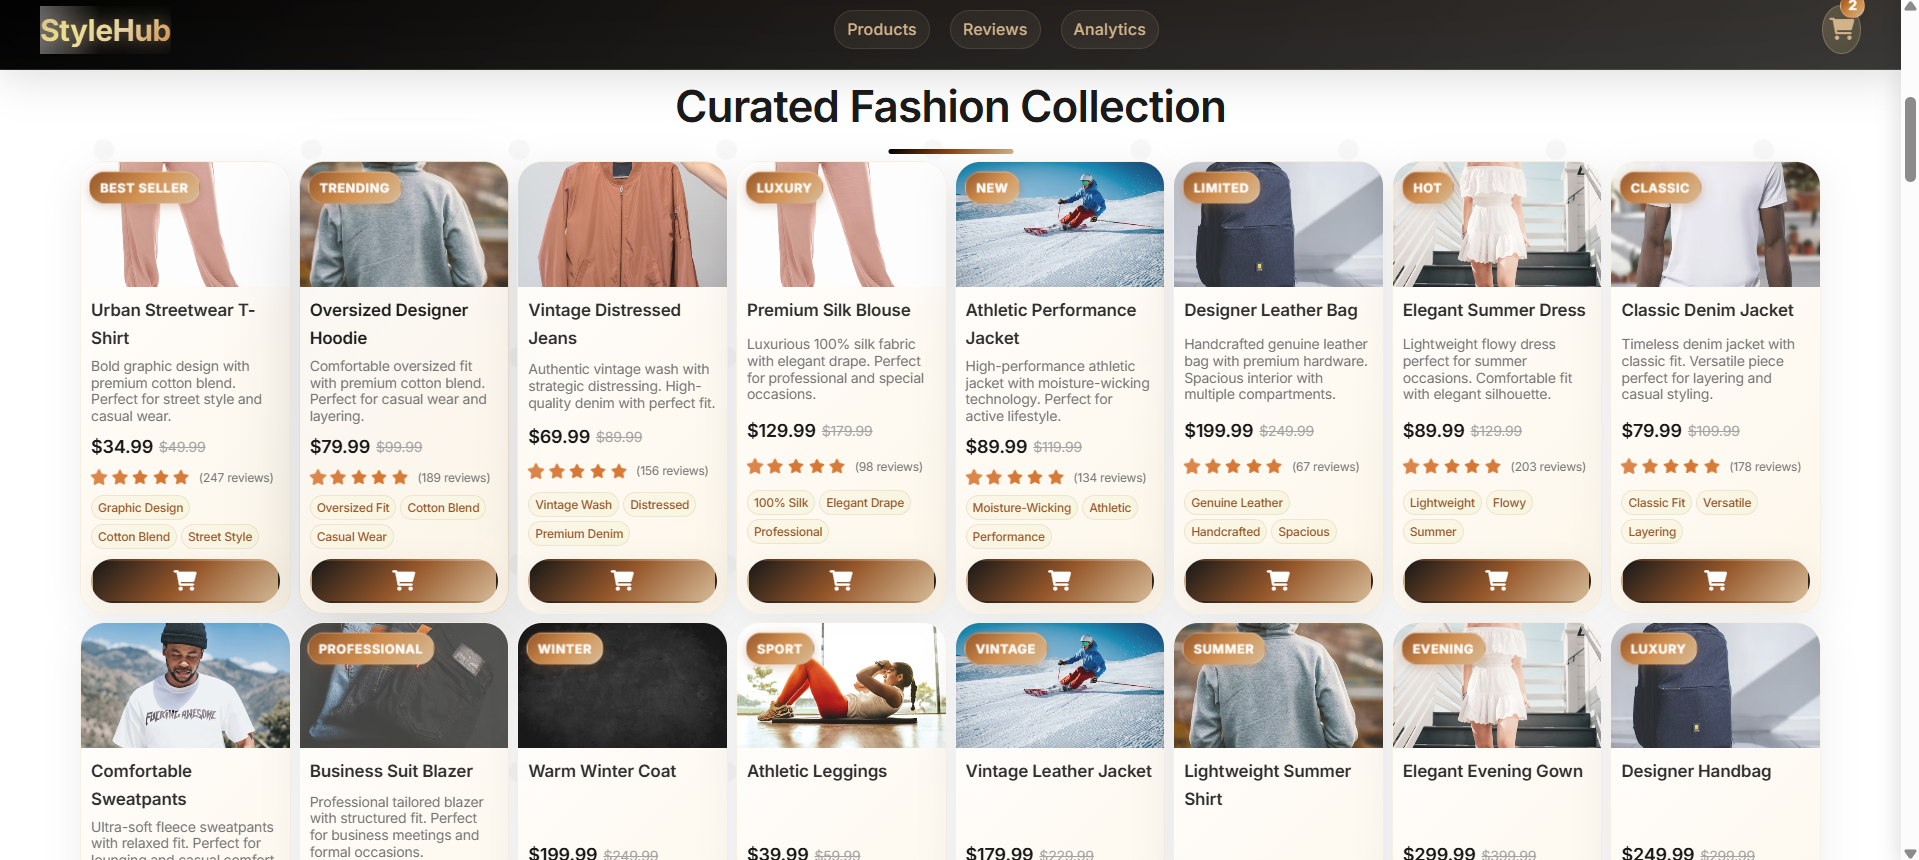 StyleHub
Products
Reviews
Analytics
2
Curated Fashion Collection
BEST SELLER
Urban Streetwear T-
Shirt
Bold graphic design with
premium cotton blend.
Perfect for street style and
casual wear.
$34.99 $49.99
(247 reviews)
Graphic Design
Cotton Blend Street Style
TRENDING
Oversized Designer
Hoodie
Comfortable oversized fit
with premium cotton blend.
Perfect for casual wear and
layering.
$79.99 $99.99
(189 reviews)
Oversized Fit Cotton Blend
Casual Wear
Vintage Distressed
Jeans
Authentic vintage wash with
strategic distressing. High-
quality denim with perfect fit.
$69.99 $89.99
(156 reviews)
Vintage Wash Distressed
Premium Denim
LUXURY
Premium Silk Blouse
Luxurious 100% silk fabric
with elegant drape. Perfect
for professional and special
occasions.
$129.99 $179.99
(98 reviews)
100% Silk Elegant Drape
Professional
NEW
Athletic Performance
Jacket
High-performance athletic
jacket with moisture-wicking
technology. Perfect for
active lifestyle.
$89.99 $119.99
(134 reviews)
Moisture-Wicking Athletic
Performance
LIMITED
Designer Leather Bag
Handcrafted genuine leather
bag with premium hardware.
Spacious interior with
multiple compartments.
$199.99 $249.99
(67 reviews)
Genuine Leather
Handcrafted Spacious
HOT
Elegant Summer Dress
Lightweight flowy dress
perfect for summer
occasions. Comfortable fit
with elegant silhouette.
$89.99 $129.99
(203 reviews)
Lightweight Flowy
Summer
CLASSIC
Classic Denim Jacket
Timeless denim jacket with
classic fit. Versatile piece
perfect for layering and
casual styling.
$79.99 $109.99
(178 reviews)
Classic Fit Versatile
Layering
FUCKING AWESOME
Comfortable
Sweatpants
Ultra-soft fleece sweatpants
with relaxed fit. Perfect for
lounging and casual comfort
PROFESSIONAL
Business Suit Blazer
Professional tailored blazer
with structured fit. Perfect
for business meetings and
formal occasions.
WINTER
Warm Winter Coat
$199.99 $249.99
SPORT
Athletic Leggings
$39.99 $59.99
VINTAGE
Vintage Leather Jacket
$179.99 $229.99
SUMMER
Lightweight Summer
Shirt
EVENING
Elegant Evening Gown
$299.99 $399.99
LUXURY
Designer Handbag
$249.99 $299.99